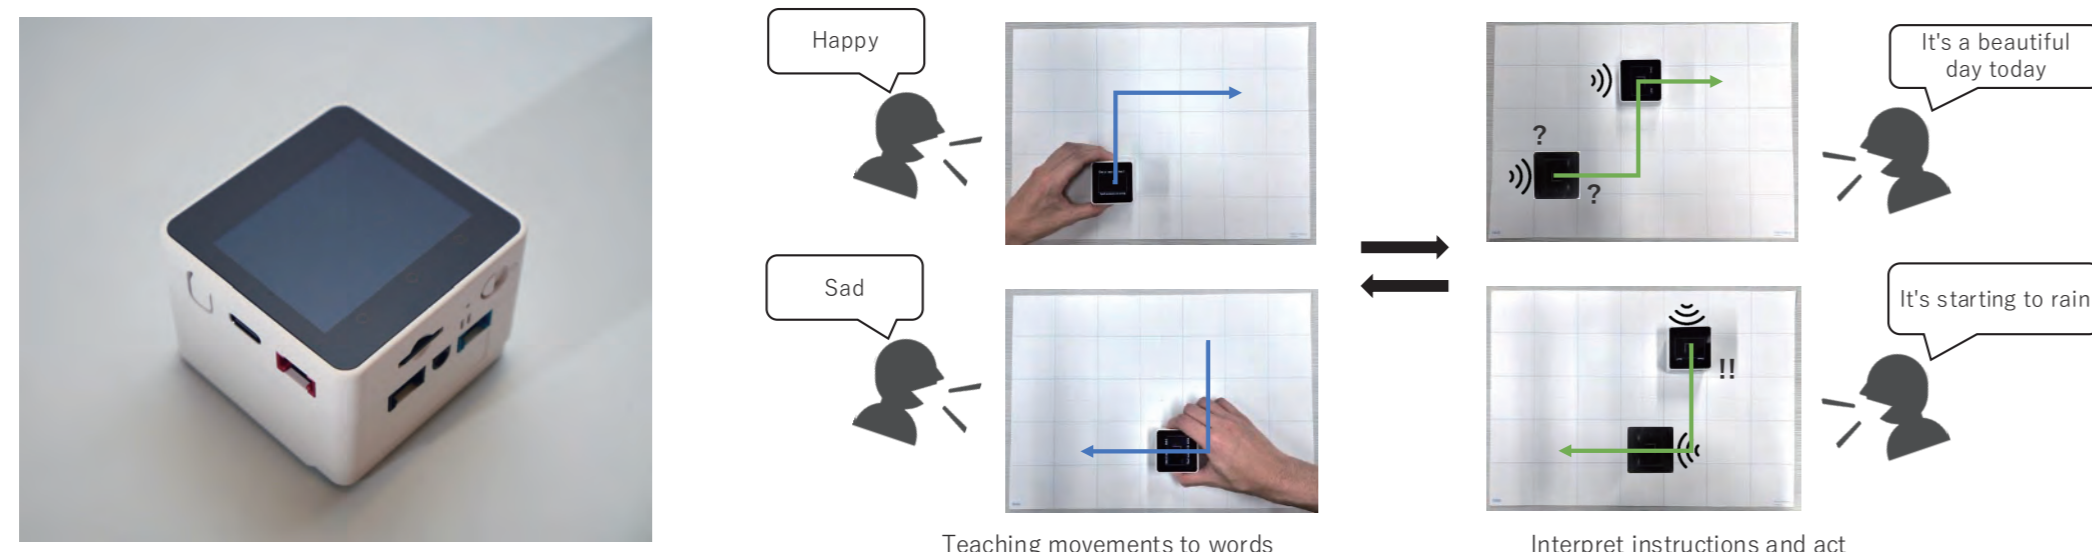 Happy
It's a beautiful
day today
?
?
Sad
It's starting to rain
!!
Teaching movements to words
Interpret instructions and act